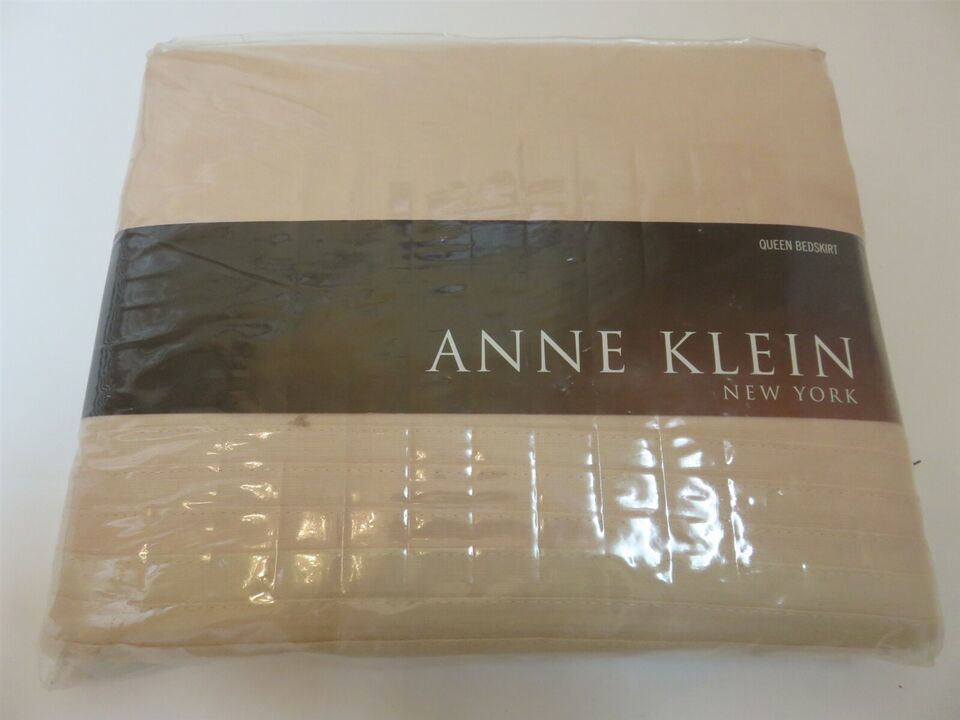 QUEEN BEDSKIRT
ANNE KLEIN
NEW YORK